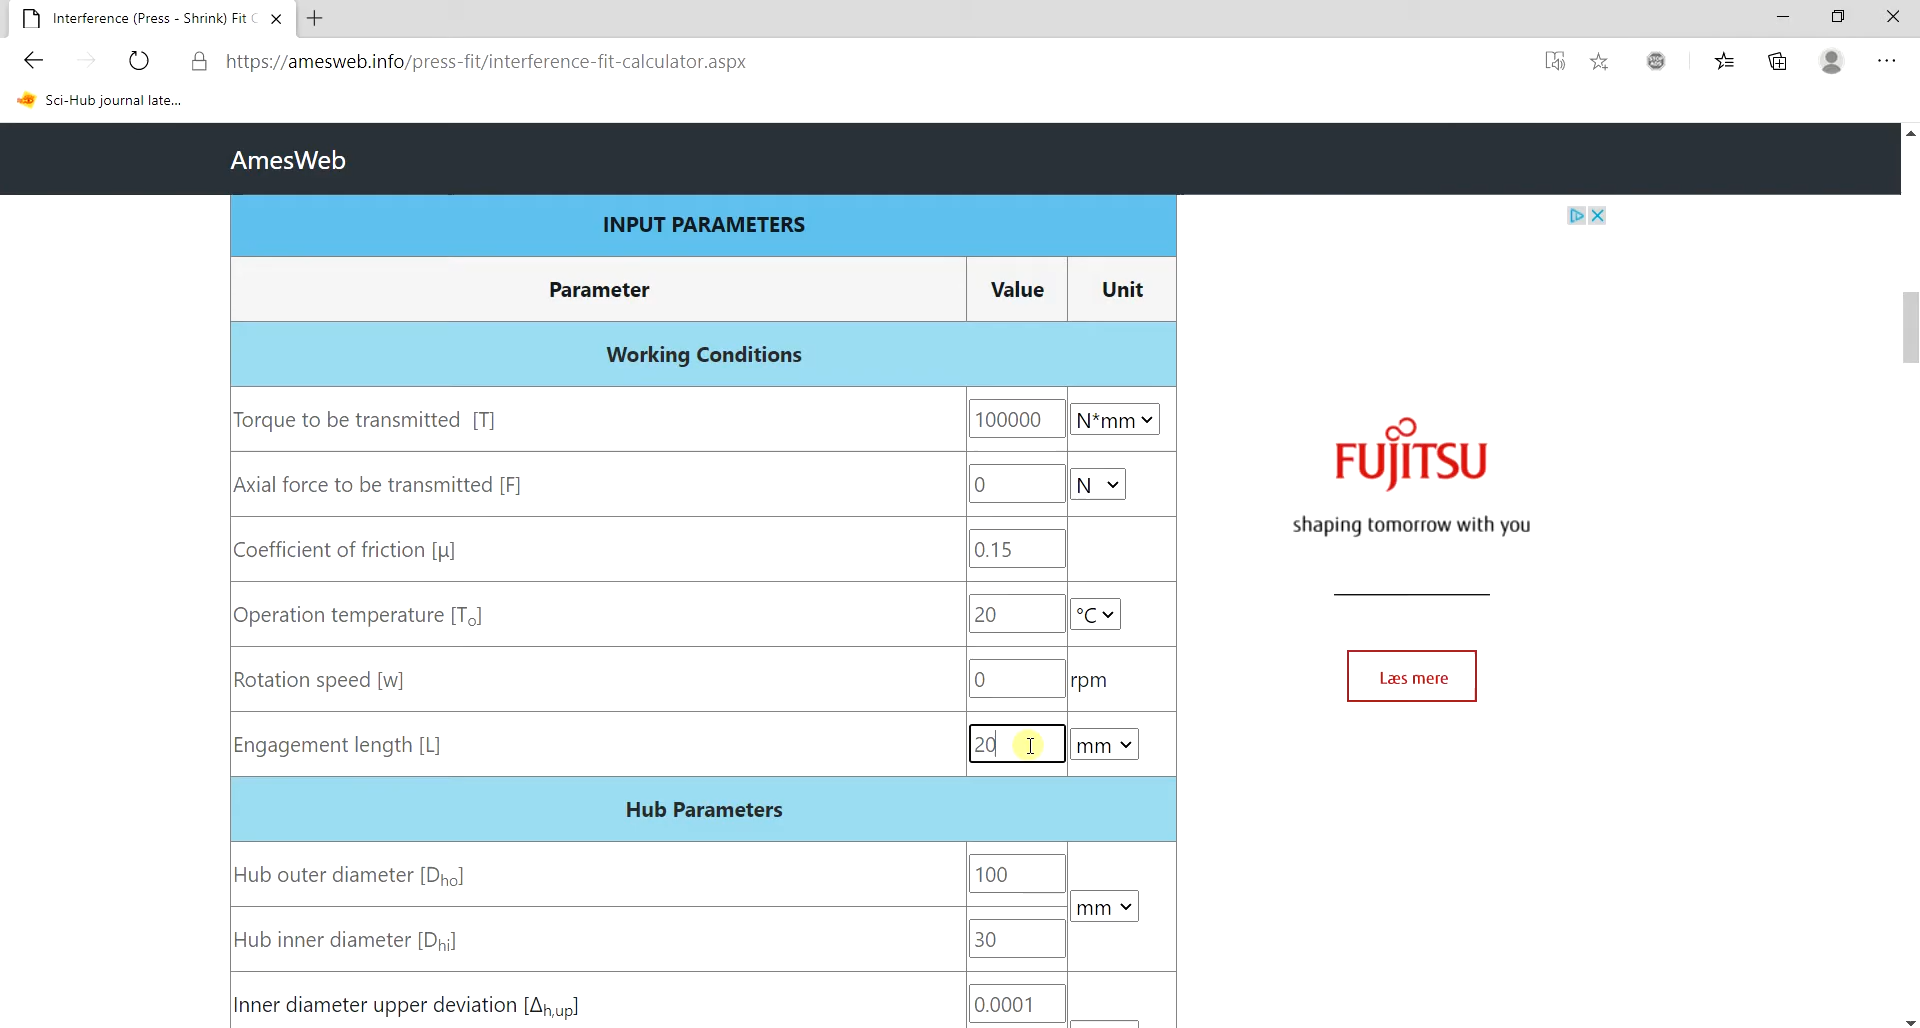 Interference (Press - Shrink) Fit C
https://amesweb.info/press-fit/interference-fit-calculator.aspx
Sci-Hub journal late...
AmesWeb
INPUT PARAMETERS
Parameter Value Unit
Working Conditions
Torque to be transmitted [T] 100000 N*mm
Axial force to be transmitted [F] 0 N
Coefficient of friction [µ] 0.15
Operation temperature [To] 20 °C
Rotation speed [w] 0 rpm
Engagement length [L] 20 mm
Hub Parameters
Hub outer diameter [Dho] 100
mm
Hub inner diameter [Dhi] 30
Inner diameter upper deviation [Δh,up] 0.0001
FUJITSU
shaping tomorrow with you
Læs mere